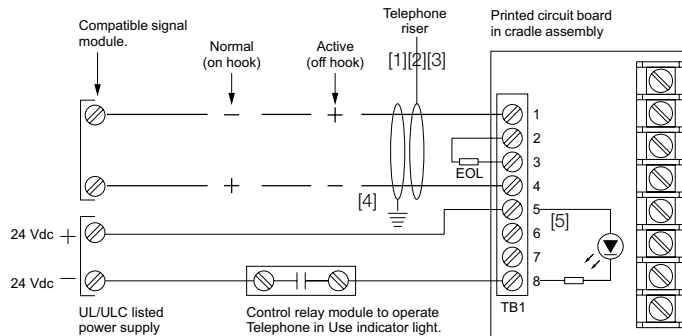 Compatible signal
module.
Normal
(on hook)
Active
(off hook)
Telephone
riser
[1][2][3]
Printed circuit board
in cradle assembly
− +
+ −
[4]
EOL
1
2
3
4
5
6
7
8
[5]
TB1
24 Vdc +
24 Vdc −
UL/ULC listed
power supply
Control relay module to operate
Telephone in Use indicator light.